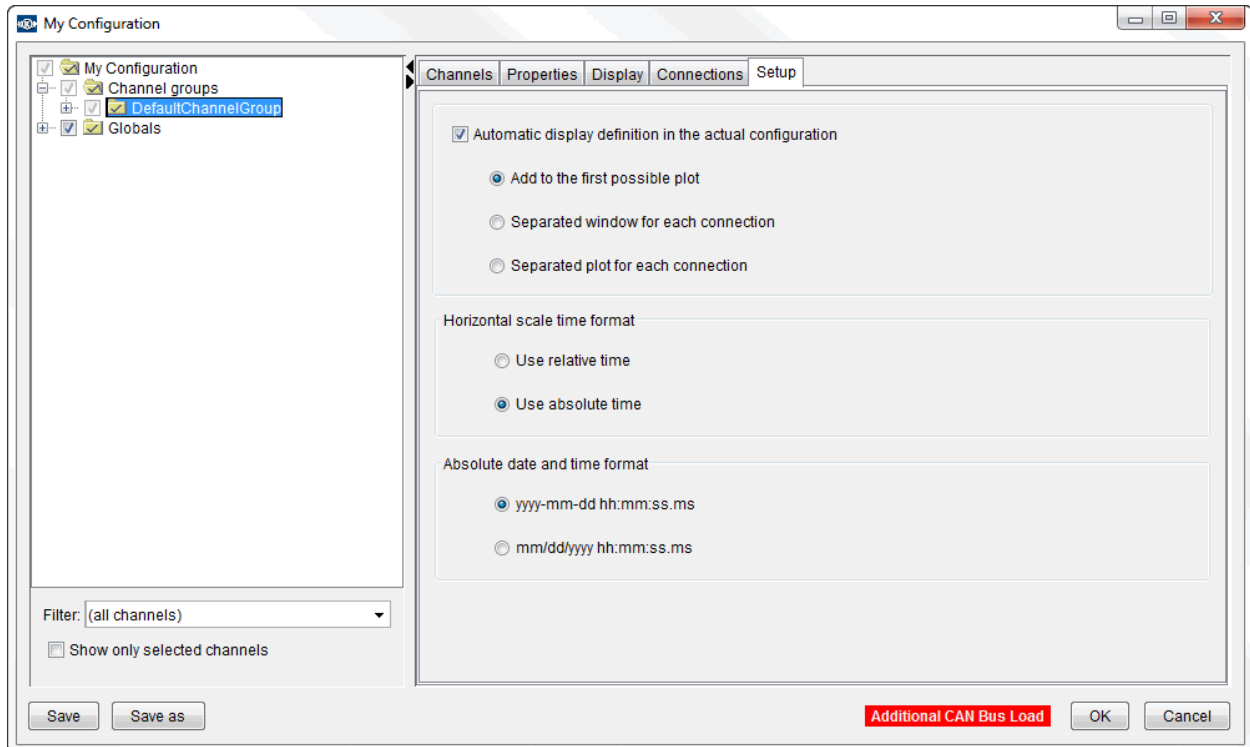 My Configuration
My Configuration
Channel groups
DefaultChannelGroup
Globals
Filter: (all channels)
Show only selected channels
Channels Properties Display Connections Setup
Automatic display definition in the actual configuration
Add to the first possible plot
Separated window for each connection
Separated plot for each connection
Horizontal scale time format
Use relative time
Use absolute time
Absolute date and time format
yyyy-mm-dd hh:mm:ss.ms
mm/dd/yyyy hh:mm:ss.ms
Save Save as Additional CAN Bus Load OK Cancel